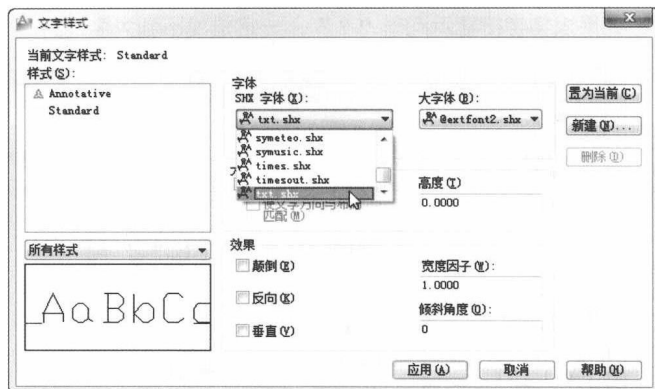 文字样式
当前文字样式: Standard
样式(S):
Annotative
Standard
字体
SHX 字体(X):
txt.shx
symeteo.shx
symusic.shx
times.shx
timesout.shx
txt.shx
匹配(M)
大字体(B):
@extfont2.shx
高度(T)
0.0000
置为当前(C)
新建(N)...
删除(D)
所有样式
AaBbCc
效果
颠倒(E)
反向(K)
垂直(V)
宽度因子(W):
1.0000
倾斜角度(O):
0
应用(A)
取消
帮助(H)